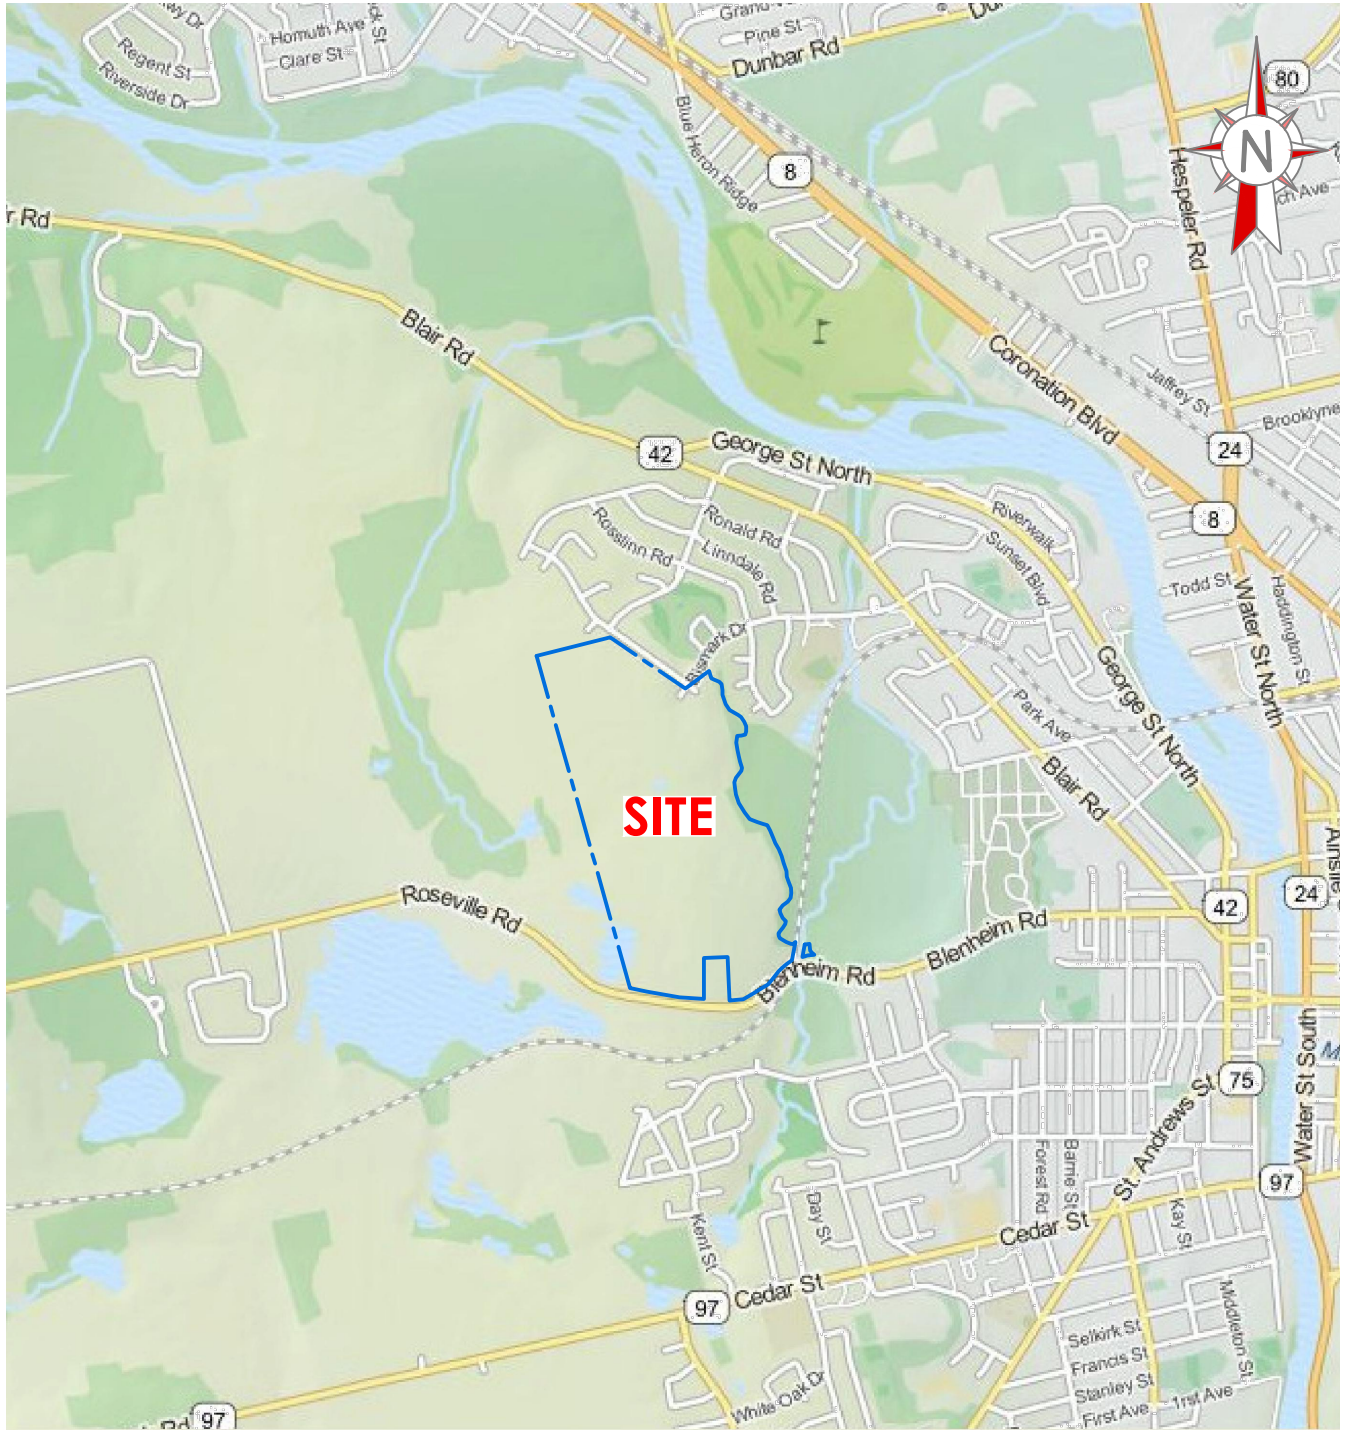 Homuth Ave
Clare St
Regent St
Riverside Dr
Pine St
Dunbar Rd
80
N
Blue Heron Ridge
8
Hespeler Rd
Blair Rd
Coronation Blvd
Jaffrey St
24
42
George St North
8
Riverwalk
Sunset Blvd
Rosslinn Rd
Ronald Rd
Linndale Rd
Bismark Dr
Todd St
Haddington St
Water St North
George St North
Park Ave
Blair Rd
SITE
Roseville Rd
Blenheim Rd
Blenheim Rd
42
24
Water St South
75
St. Andrews St
Forest Rd
Barrie St
97
Kay St
Cedar St
Day St
Kent St
97
Cedar St
Middleton St
Selkirk St
Francis St
Stanley St
First Ave
1rst Ave
White Oak Dr
97